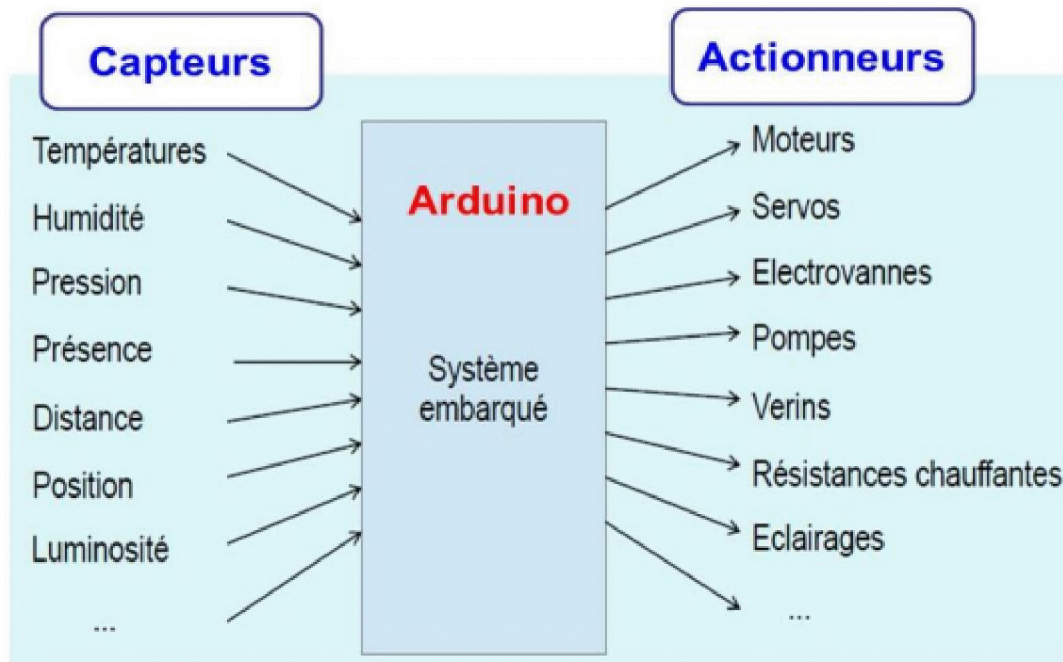 Capteurs
Températures
Humidité
Pression
Présence
Distance
Position
Luminosité
...
Arduino
Système
embarqué
Actionneurs
Moteurs
Servos
Electrovannes
Pompes
Verins
Résistances chauffantes
Eclairages
...